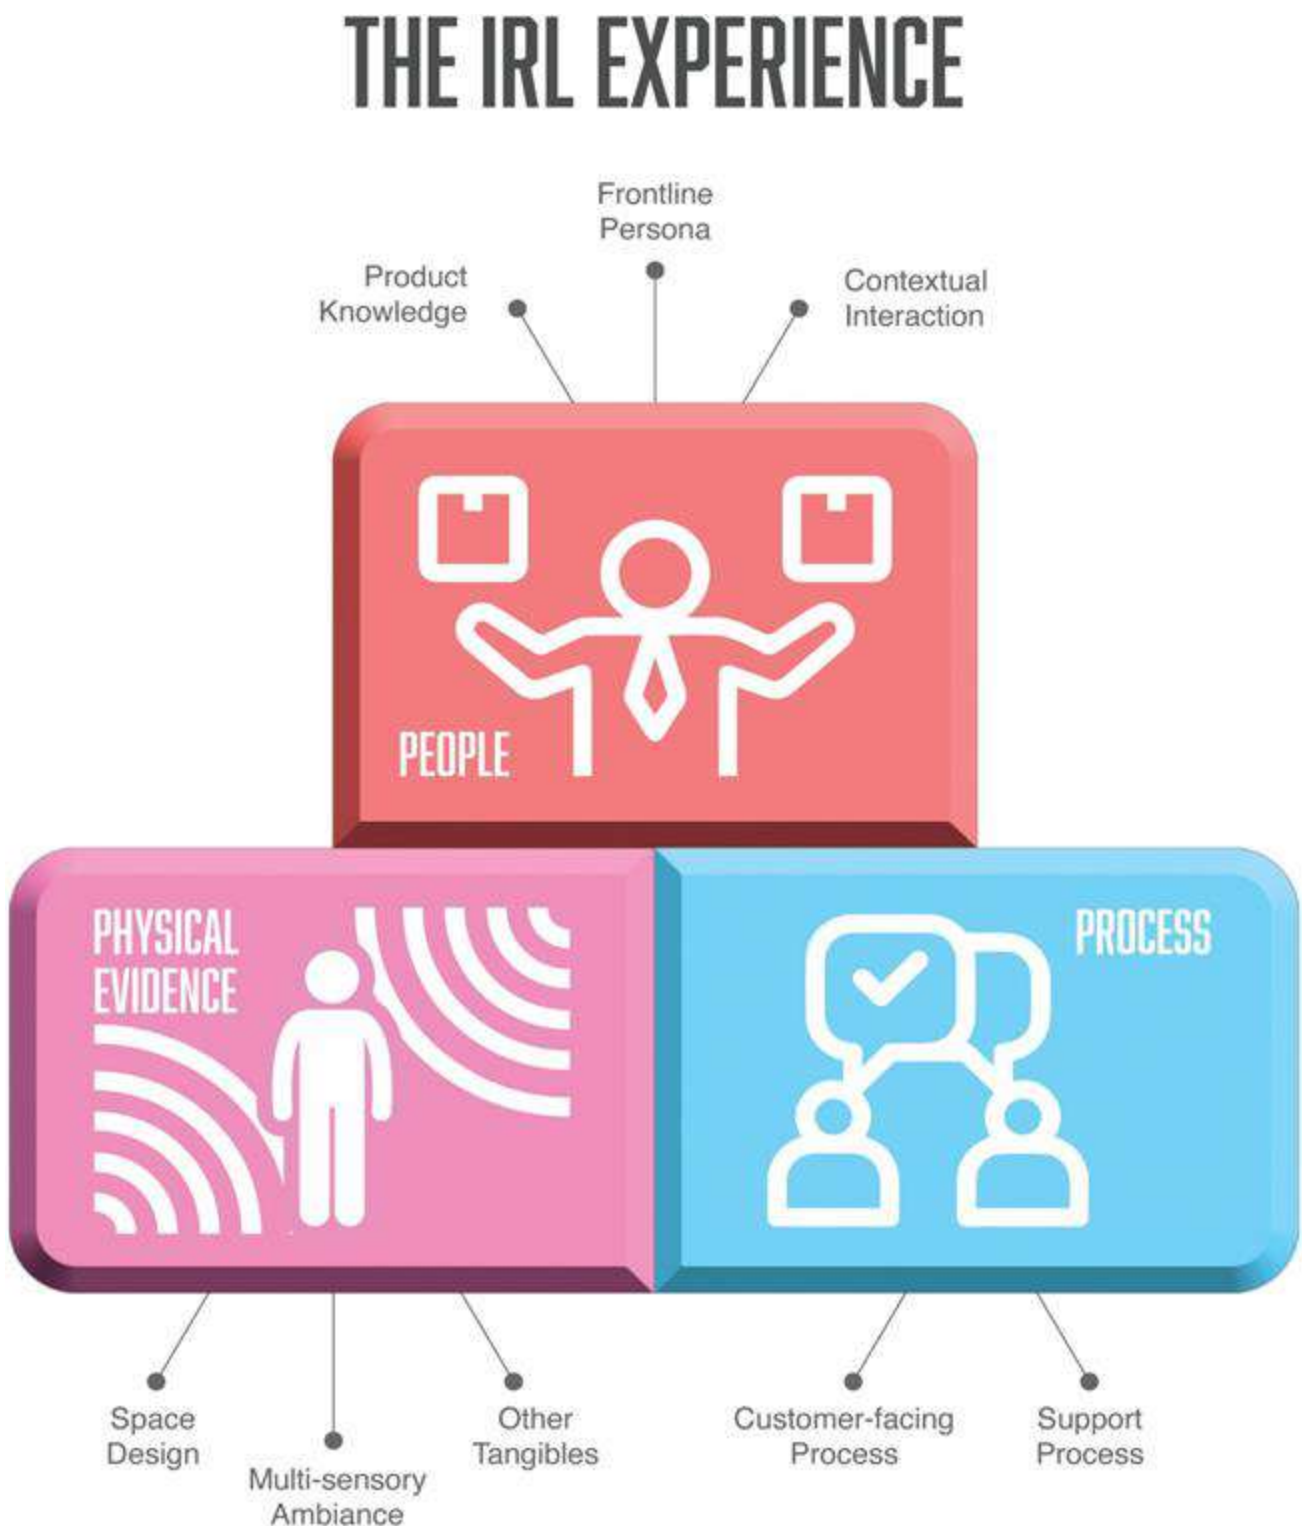 THE IRL EXPERIENCE
Frontline
Persona
Product
Knowledge
Contextual
Interaction
PEOPLE
PHYSICAL
EVIDENCE
PROCESS
Space
Design
Multi-sensory
Ambiance
Other
Tangibles
Customer-facing
Process
Support
Process